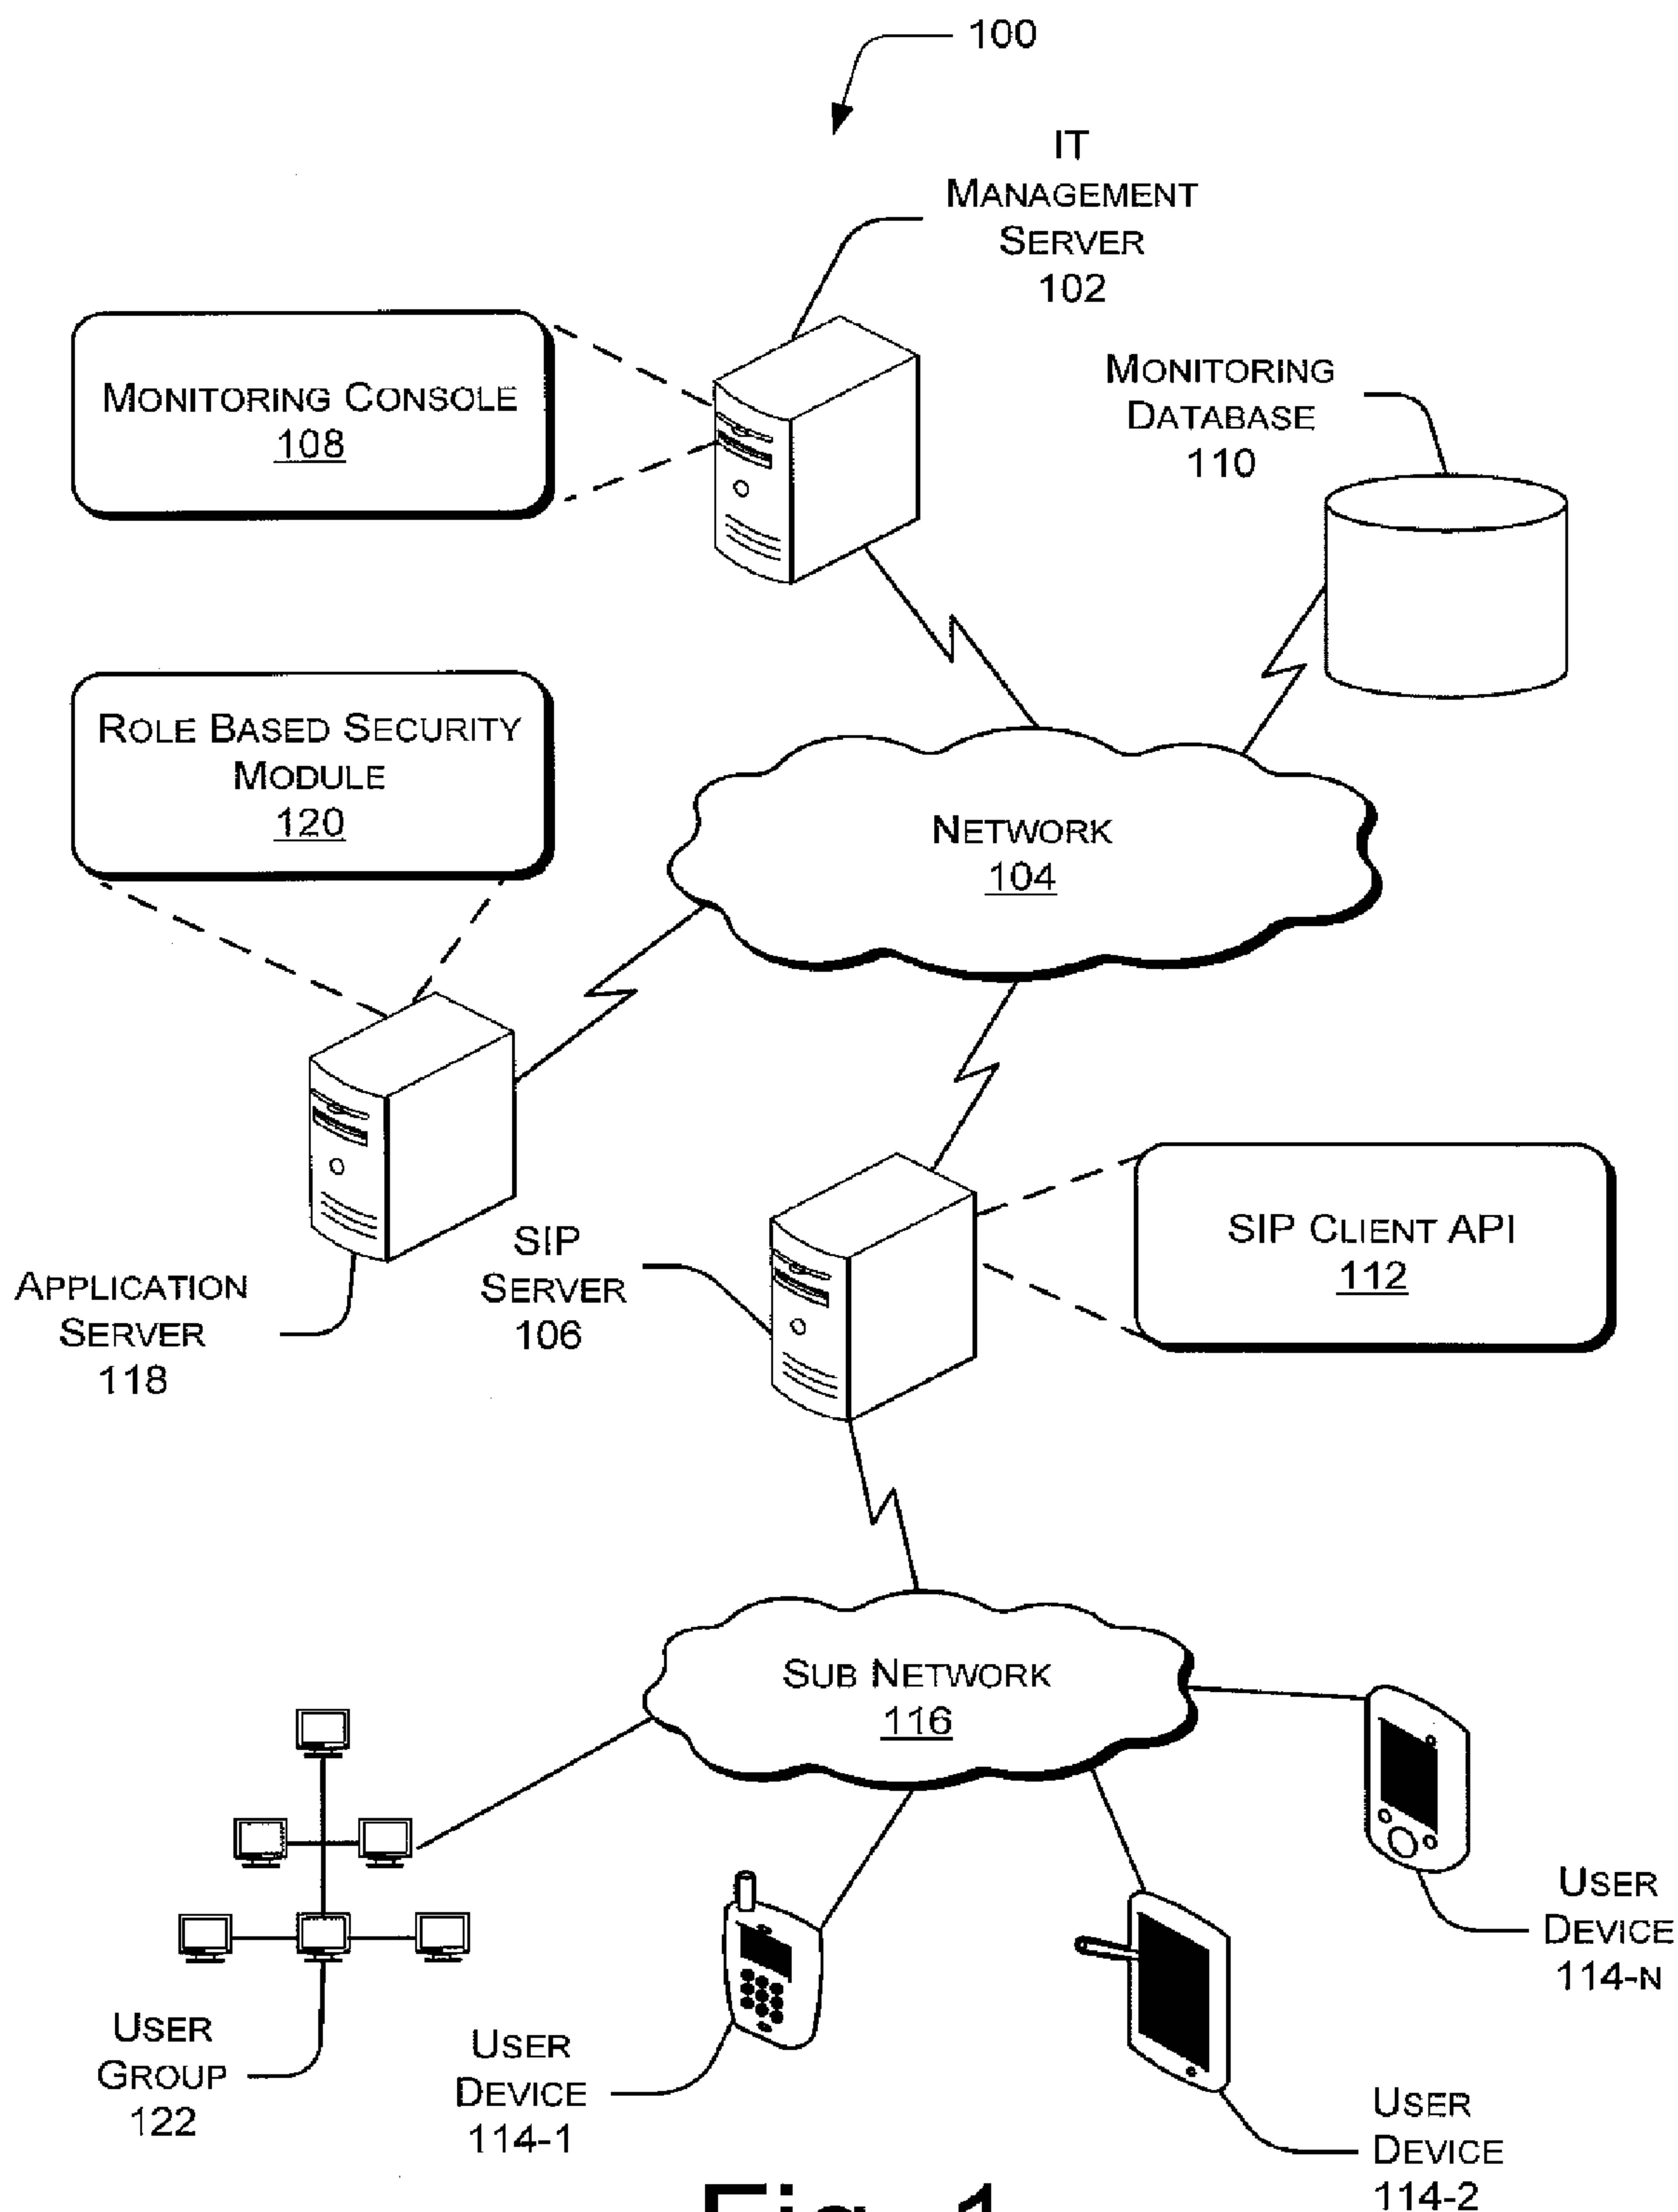 100
IT
MANAGEMENT
SERVER
102
MONITORING CONSOLE
108
MONITORING
DATABASE
110
ROLE BASED SECURITY
MODULE
120
NETWORK
104
APPLICATION
SERVER
118
SIP
SERVER
106
SIP CLIENT API
112
SUB NETWORK
116
USER
GROUP
122
USER
DEVICE
114-1
USER
DEVICE
114-2
USER
DEVICE
114-N
Fig. 1